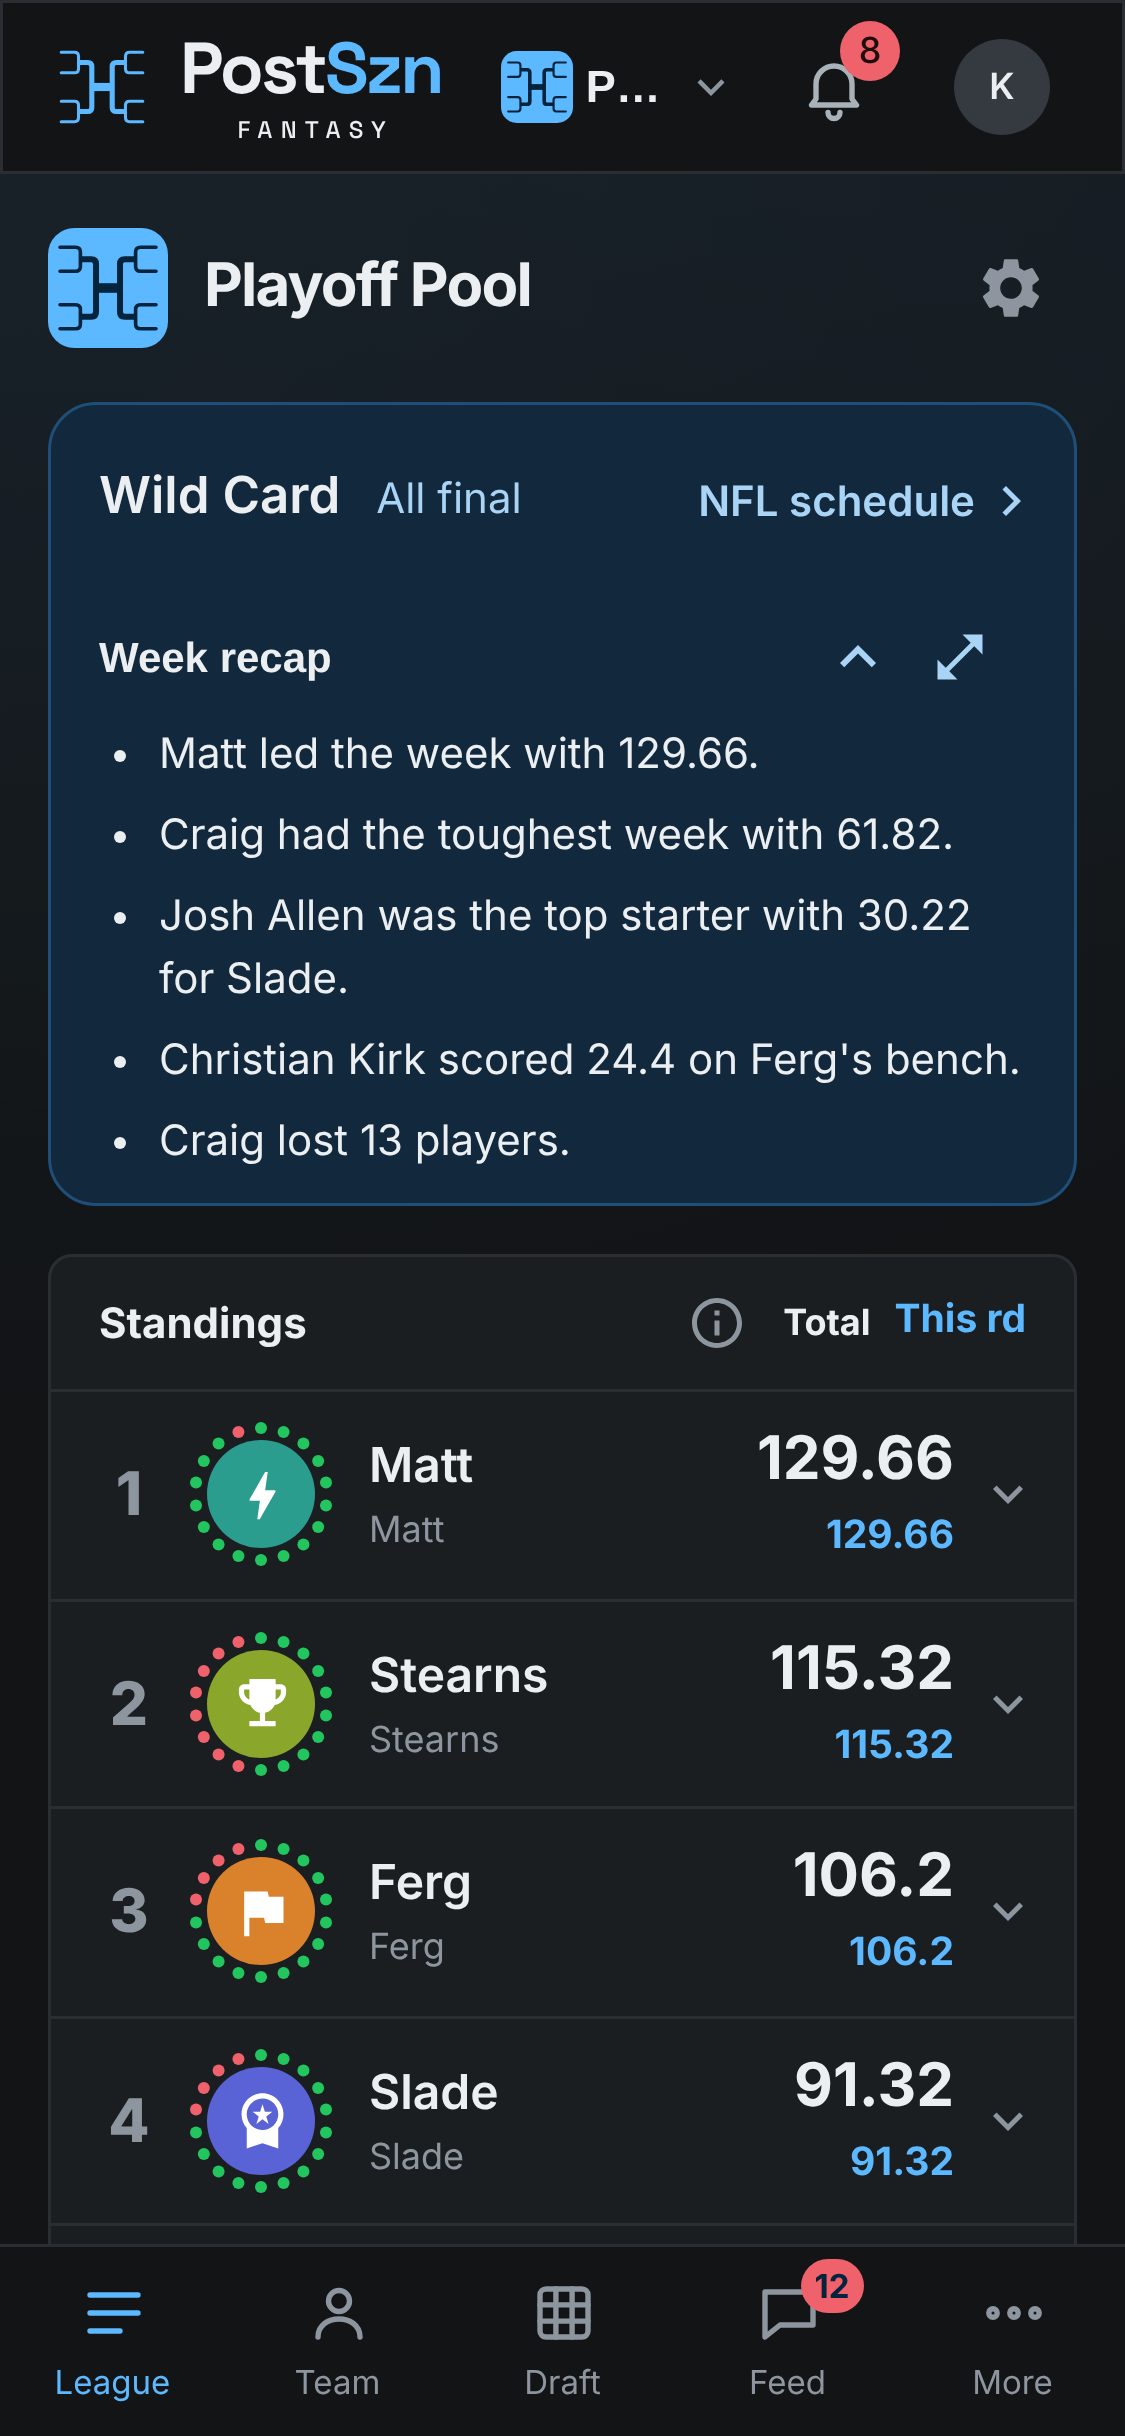 PostSzn
FANTASY
P...
8
K
Playoff Pool
Wild Card All final NFL schedule
Week recap
• Matt led the week with 129.66.
• Craig had the toughest week with 61.82.
• Josh Allen was the top starter with 30.22
for Slade.
• Christian Kirk scored 24.4 on Ferg's bench.
• Craig lost 13 players.
Standings Total This rd
1 Matt 129.66
Matt 129.66
2 Stearns 115.32
Stearns 115.32
3 Ferg 106.2
Ferg 106.2
4 Slade 91.32
Slade 91.32
12
League Team Draft Feed More